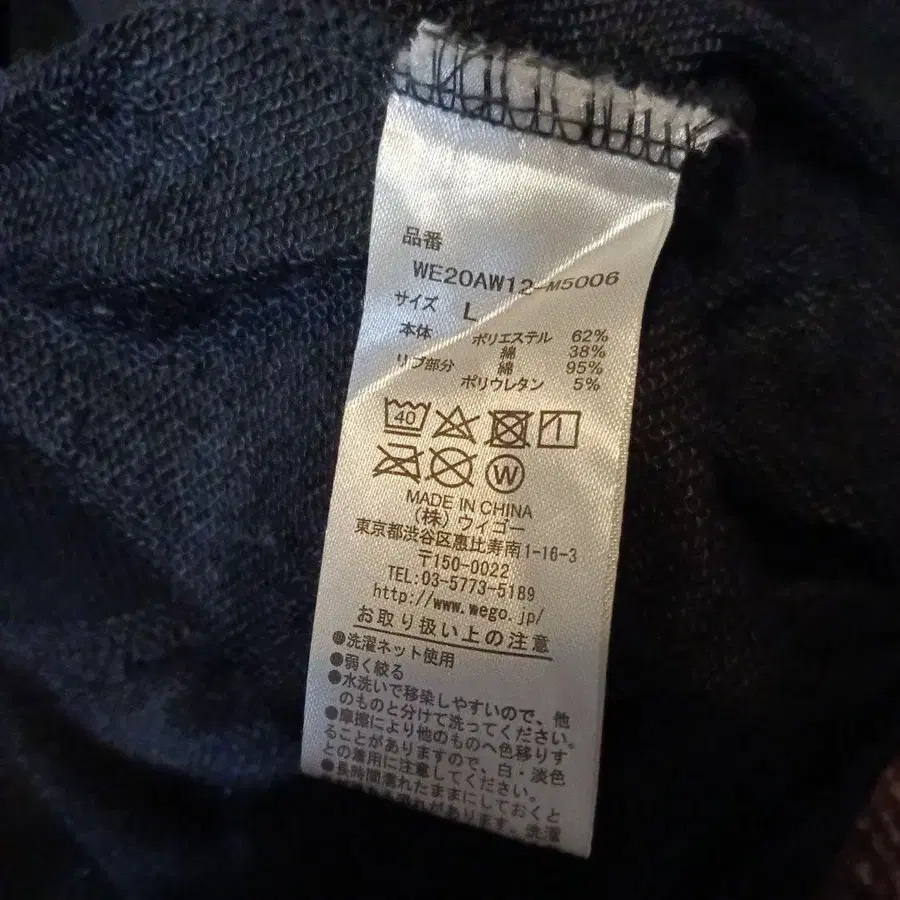 品番
WE20AW12-M5006
サイズ L
本体 ポリエステル 62%
綿 38%
リブ部分 綿 95%
ポリウレタン 5%
40
W
MADE IN CHINA
(株) ウィゴー
東京都渋谷区恵比寿南1-16-3
〒150-0022
TEL:03-5773-5189
http://www.wego.jp/
お取り扱い上の注意
●洗濯ネット使用
●弱く絞る
●水洗いで移染しやすいので、他
のものと分けて洗ってください。
●摩擦により他のものへ色移りす
ることがありますので、白・淡色
との着用に注意してください。
●長時間濡れたままにしておくと
があります。洗濯